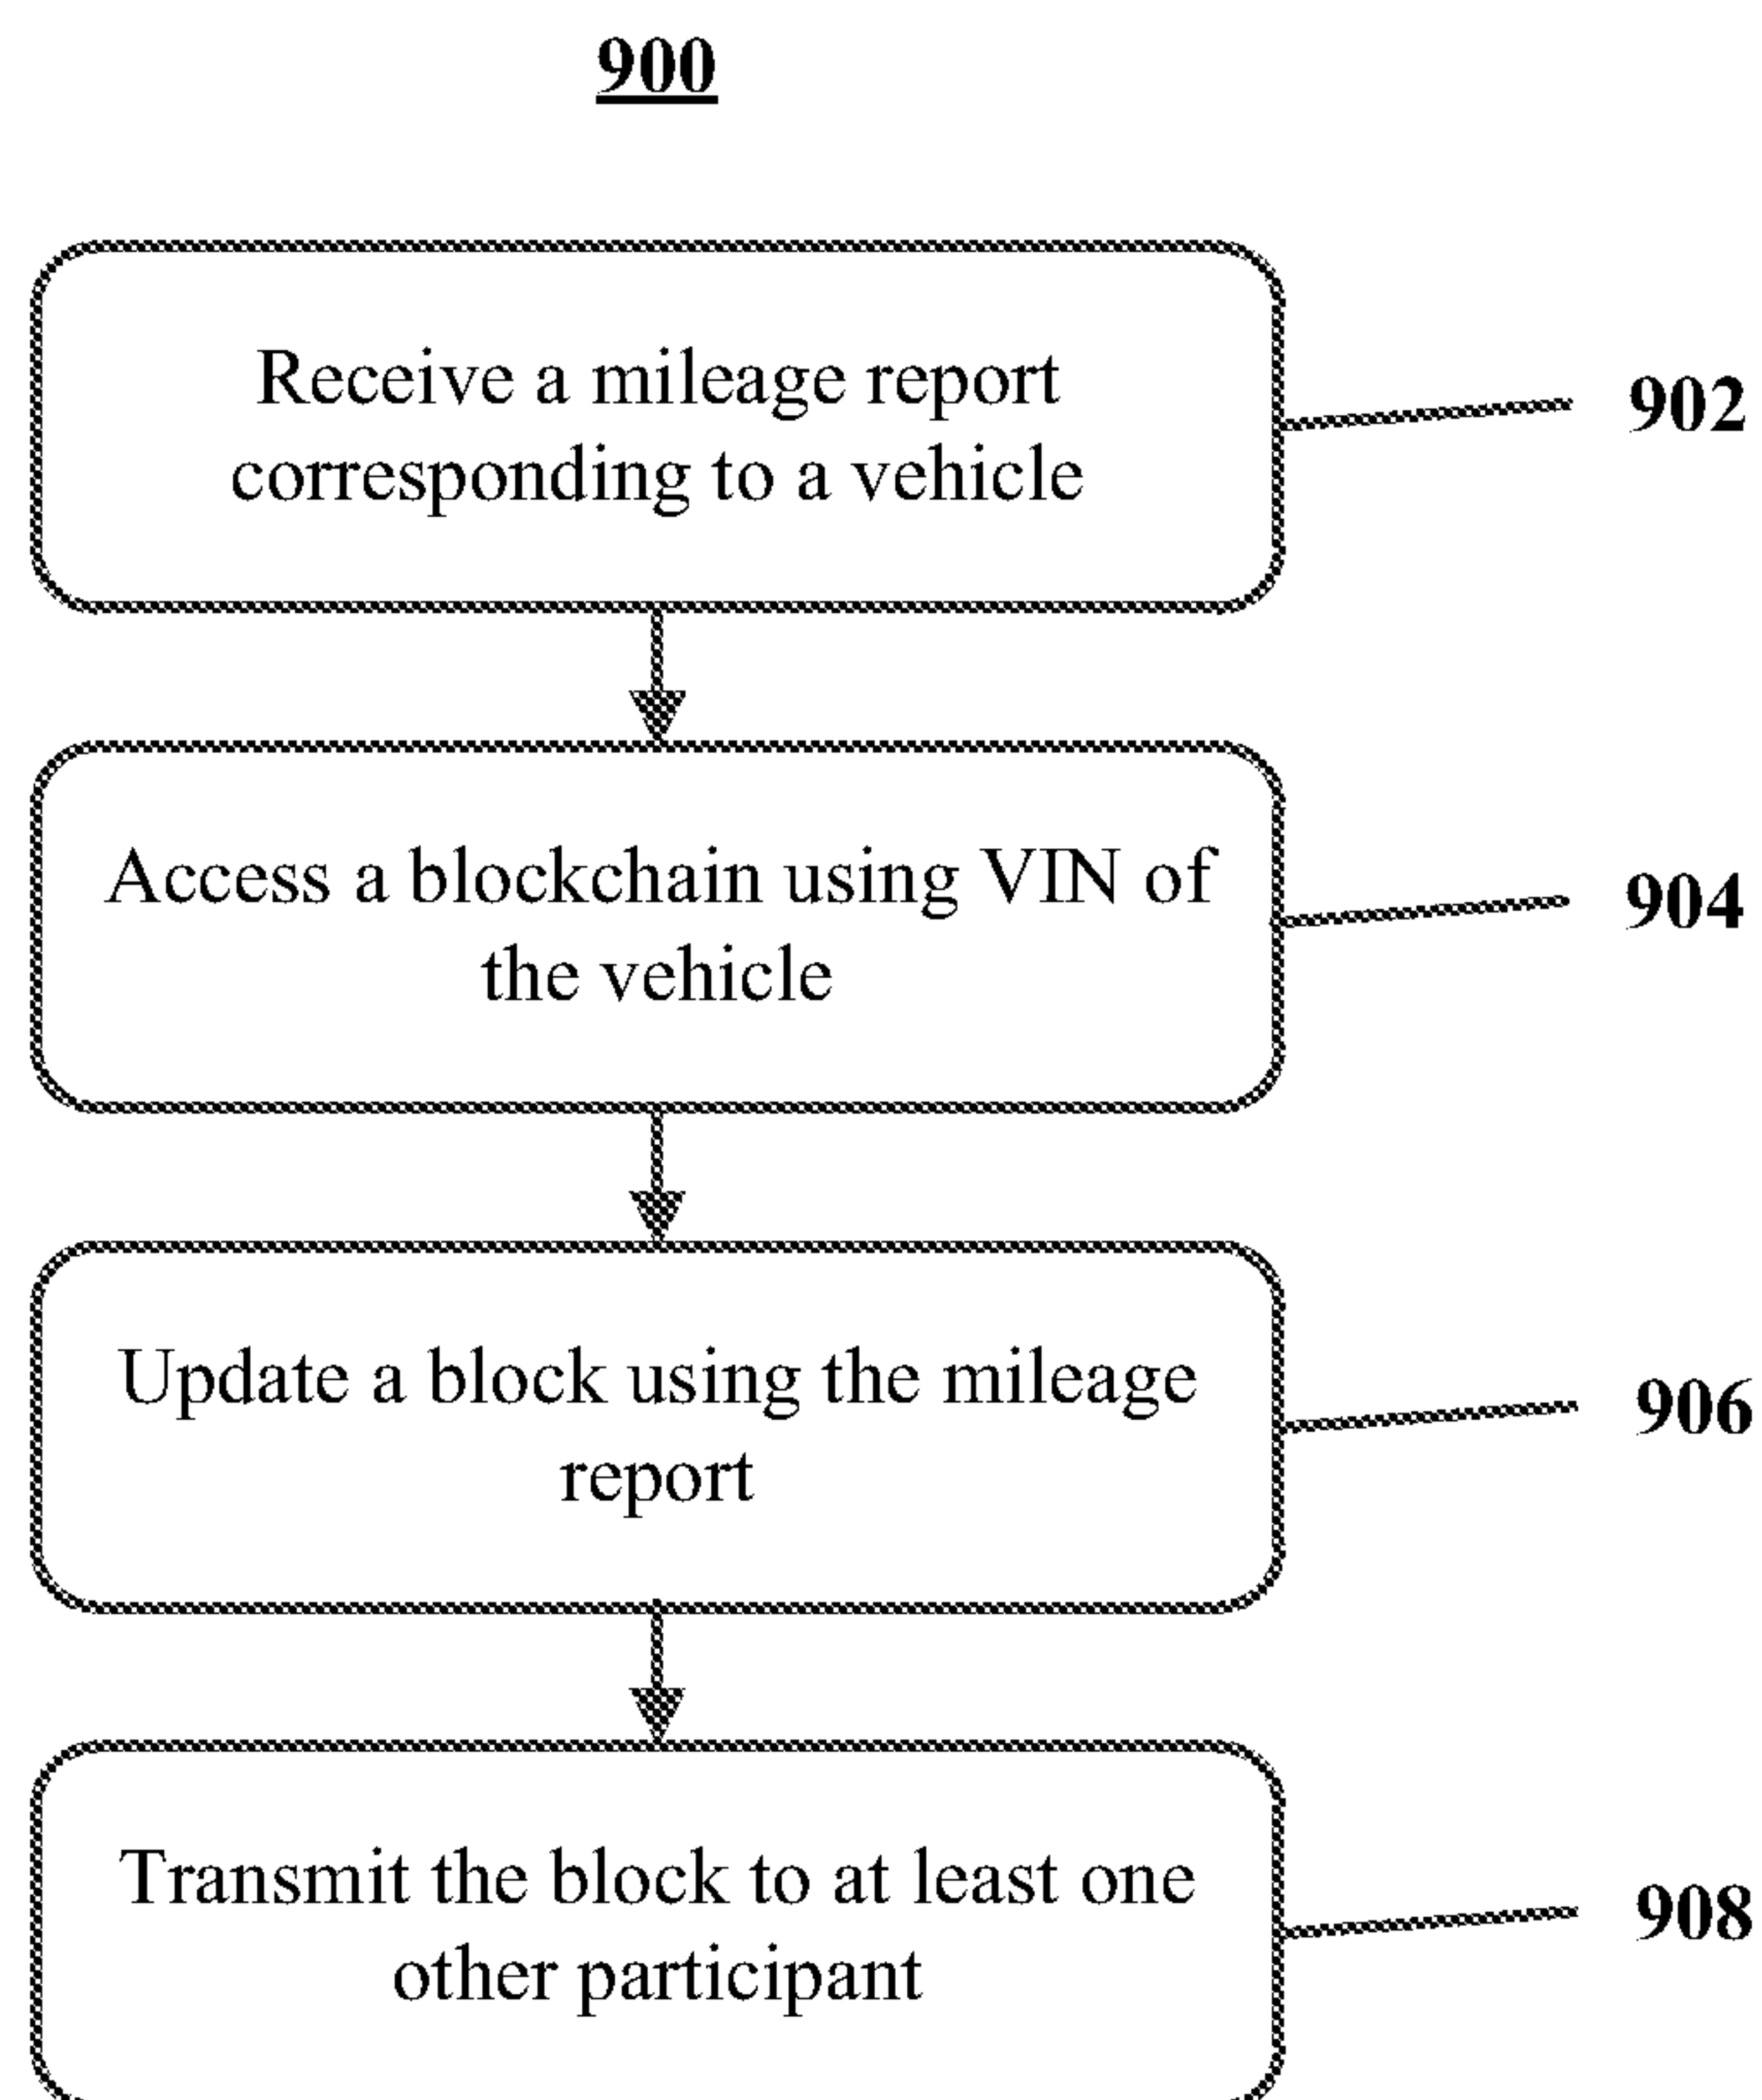 900
Receive a mileage report
corresponding to a vehicle
902
Access a blockchain using VIN of
the vehicle
904
Update a block using the mileage
report
906
Transmit the block to at least one
other participant
908